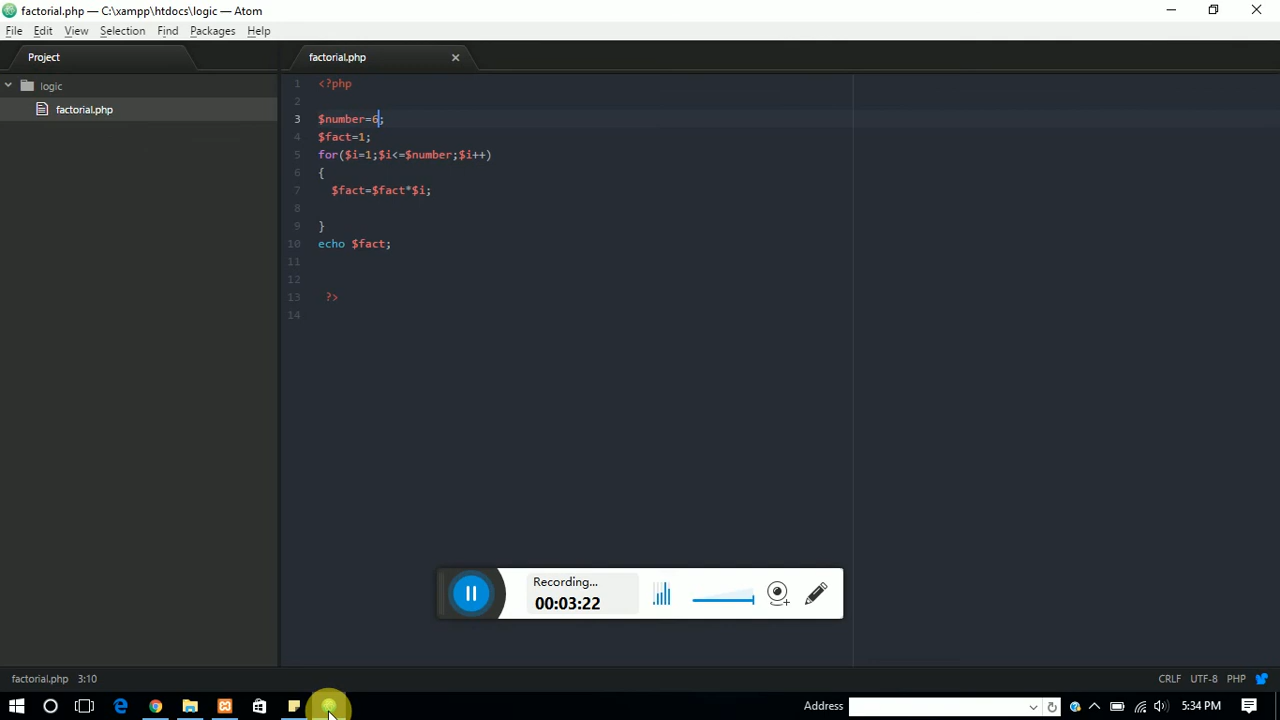 factorial.php — C:\xampp\htdocs\logic — Atom
File Edit View Selection Find Packages Help
Project
factorial.php
logic
factorial.php
1 <?php
2
3 $number=6;
4 $fact=1;
5 for($i=1;$i<=$number;$i++)
6 {
7 $fact=$fact*$i;
8
9 }
10 echo $fact;
11
12
13 ?>
14
Recording...
00:03:22
factorial.php 3:10
CRLF UTF-8 PHP
Address
5:34 PM